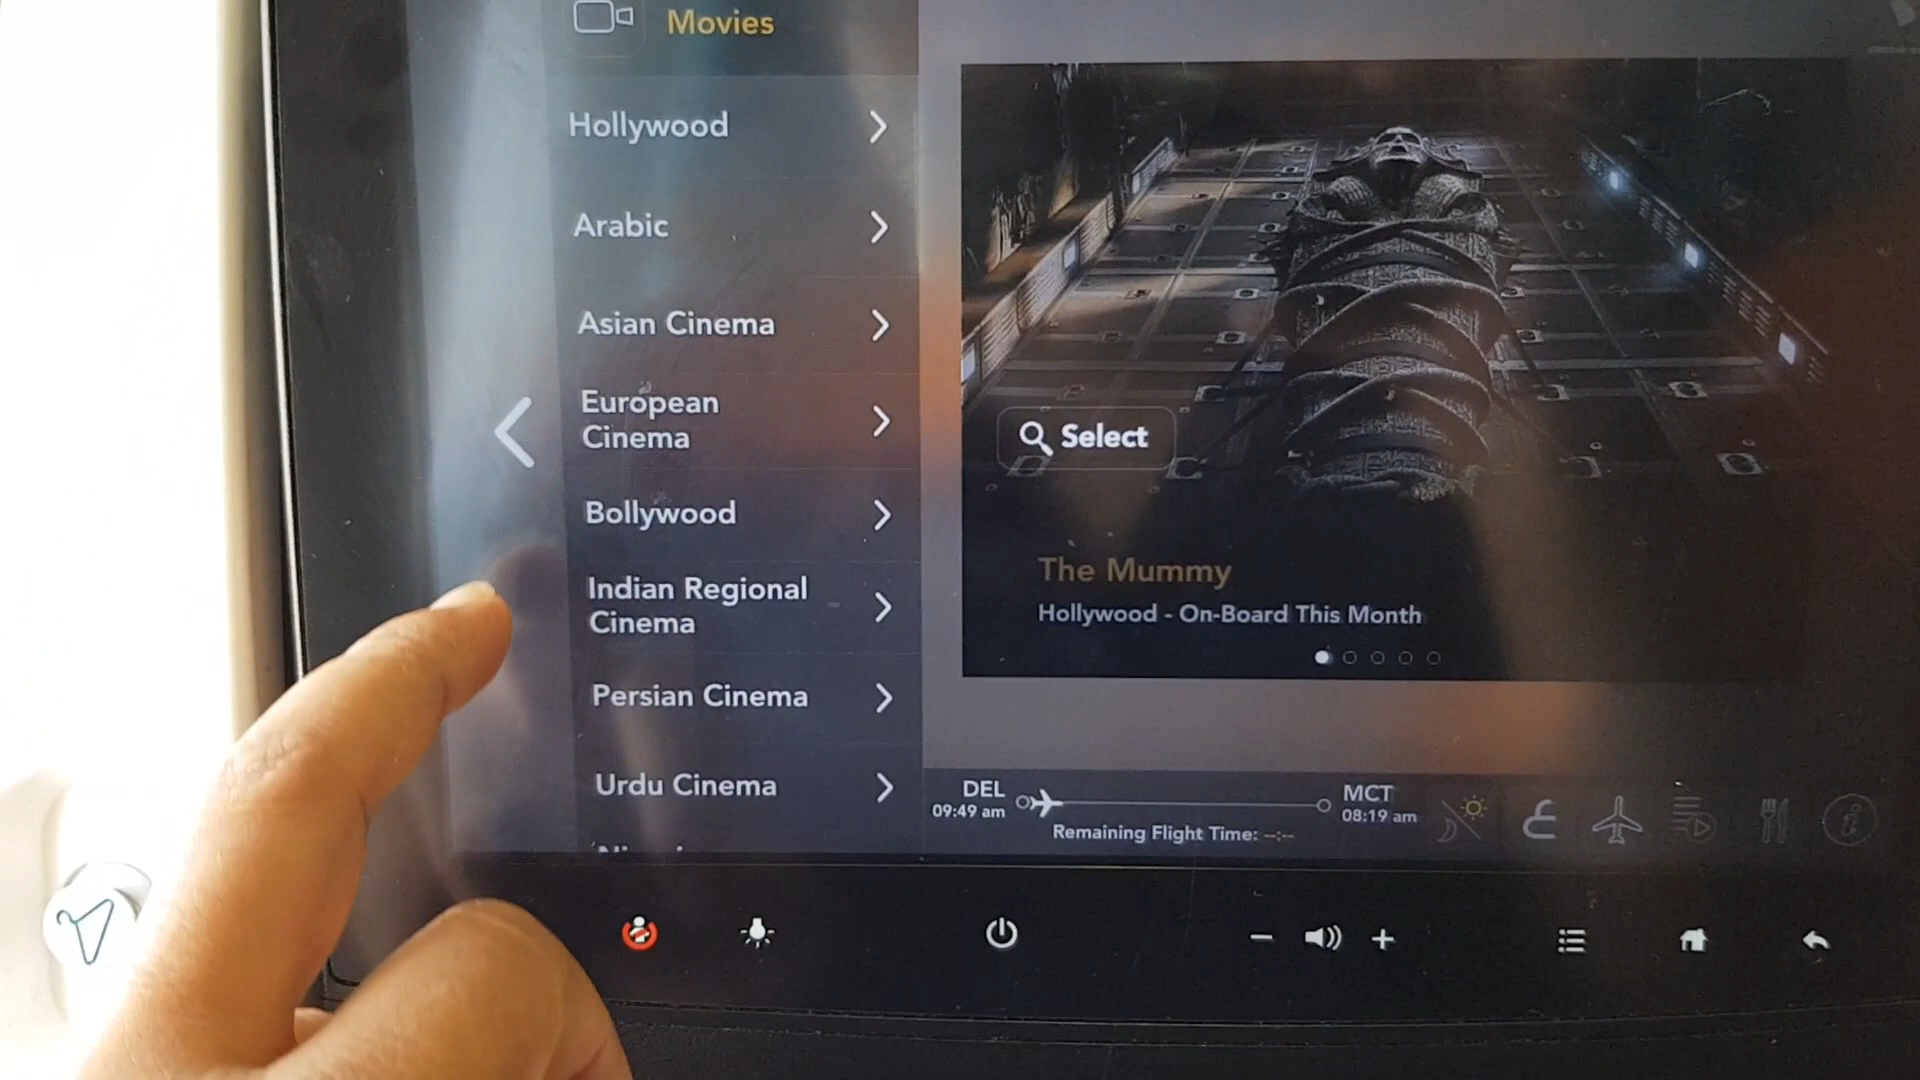 Movies
Hollywood
Arabic
Asian Cinema
European
Cinema
Bollywood
Indian Regional
Cinema
Persian Cinema
Urdu Cinema
Select
The Mummy
Hollywood - On-Board This Month
DEL
09:49 am
MCT
08:19 am
Remaining Flight Time: --:--